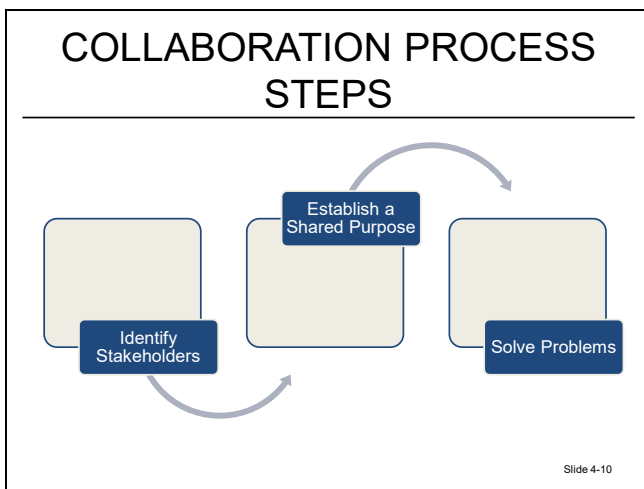 COLLABORATION PROCESS
STEPS
Establish a
Shared Purpose
Identify
Stakeholders
Solve Problems
Slide 4-10